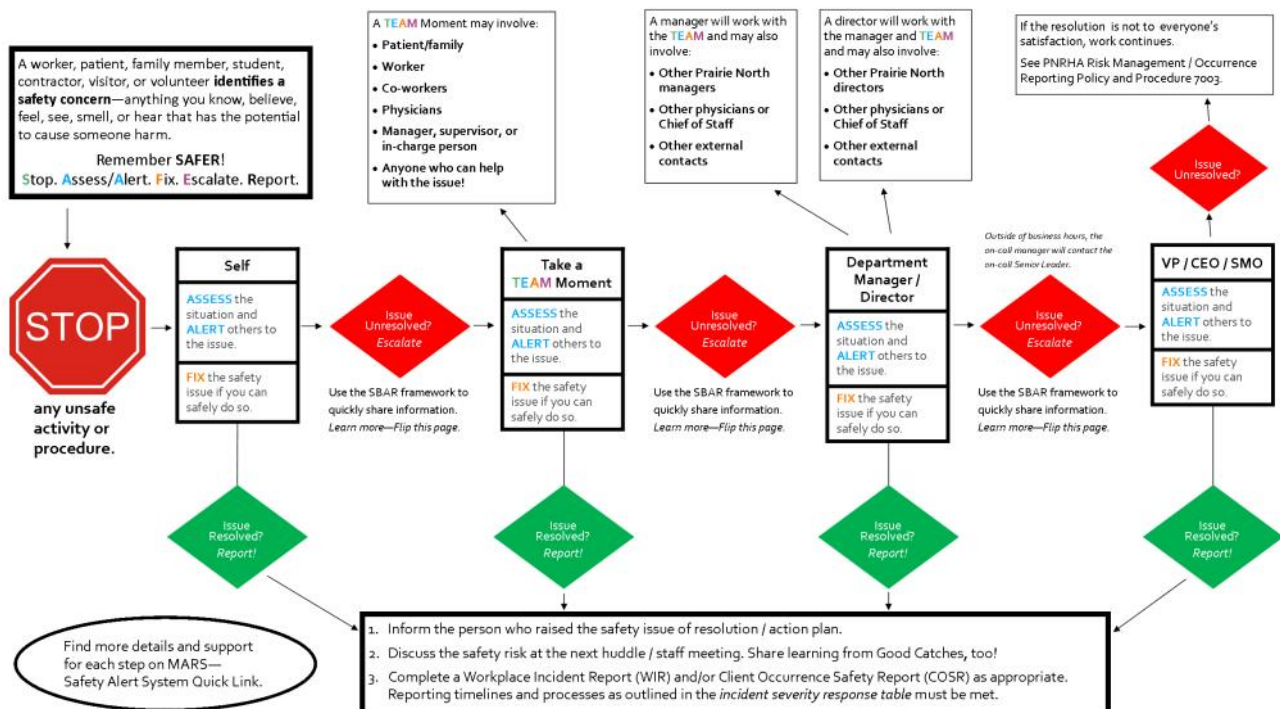 A worker, patient, family member, student,
contractor, visitor, or volunteer identifies a
safety concern—anything you know, believe,
feel, see, smell, or hear that has the potential
to cause someone harm.
Remember SAFER!
Stop. Assess/Alert. Fix. Escalate. Report.
A TEAM Moment may involve:
• Patient/family
• Worker
• Co-workers
• Physicians
• Manager, supervisor, or
in-charge person
• Anyone who can help
with the issue!
A manager will work with
the TEAM and may also
involve:
• Other Prairie North
managers
• Other physicians or
Chief of Staff
• Other external
contacts
A director will work with
the manager and TEAM
and may also involve:
• Other Prairie North
directors
• Other physicians or
Chief of Staff
• Other external
contacts
If the resolution is not to everyone's
satisfaction, work continues.
See PNRHA Risk Management / Occurrence
Reporting Policy and Procedure 7003.
Issue
Unresolved?
STOP
any unsafe
activity or
procedure.
Self
ASSESS the
situation and
ALERT others to
the issue.
FIX the safety
issue if you can
safely do so.
Issue
Unresolved?
Escalate
Use the SBAR framework to
quickly share information.
Learn more—Flip this page.
Take a
TEAM Moment
ASSESS the
situation and
ALERT others to
the issue.
FIX the safety
issue if you can
safely do so.
Issue
Unresolved?
Escalate
Use the SBAR framework to
quickly share information.
Learn more—Flip this page.
Department
Manager /
Director
ASSESS the
situation and
ALERT others to
the issue.
FIX the safety
issue if you can
safely do so.
Outside of business hours, the
on-call manager will contact the
on-call Senior Leader.
Issue
Unresolved?
Escalate
Use the SBAR framework to
quickly share information.
Learn more—Flip this page.
VP / CEO / SMO
ASSESS the
situation and
ALERT others to
the issue.
FIX the safety
issue if you can
safely do so.
Issue
Resolved?
Report!
Issue
Resolved?
Report!
Issue
Resolved?
Report!
Issue
Resolved?
Report!
Find more details and support
for each step on MARS—
Safety Alert System Quick Link.
1. Inform the person who raised the safety issue of resolution / action plan.
2. Discuss the safety risk at the next huddle / staff meeting. Share learning from Good Catches, too!
3. Complete a Workplace Incident Report (WIR) and/or Client Occurrence Safety Report (COSR) as appropriate.
Reporting timelines and processes as outlined in the incident severity response table must be met.